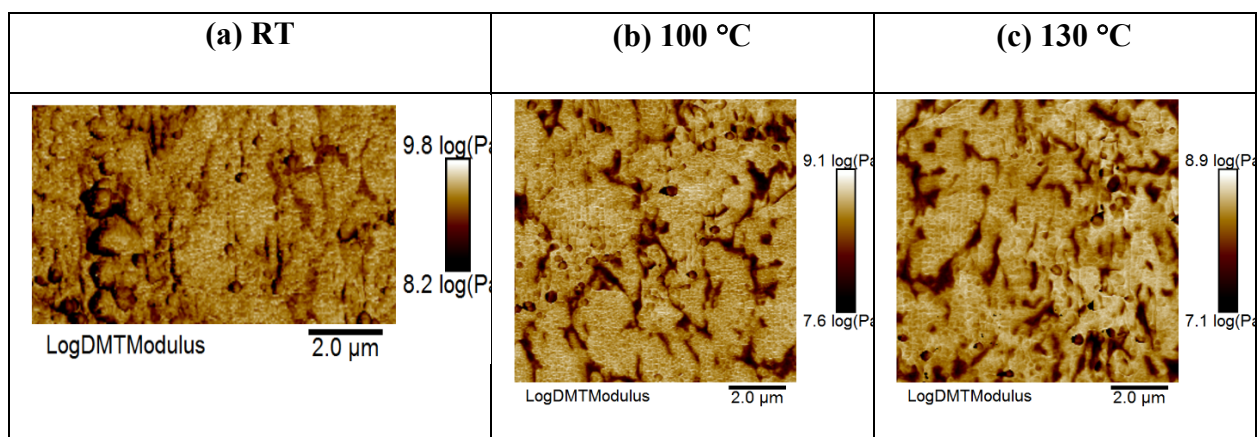 (a) RT
(b) 100 °C
(c) 130 °C
9.8 log(Pa
8.2 log(Pa
LogDMTModulus
2.0 µm
9.1 log(Pa
7.6 log(Pa
LogDMTModulus
2.0 µm
8.9 log(Pa
7.1 log(Pa
LogDMTModulus
2.0 µm